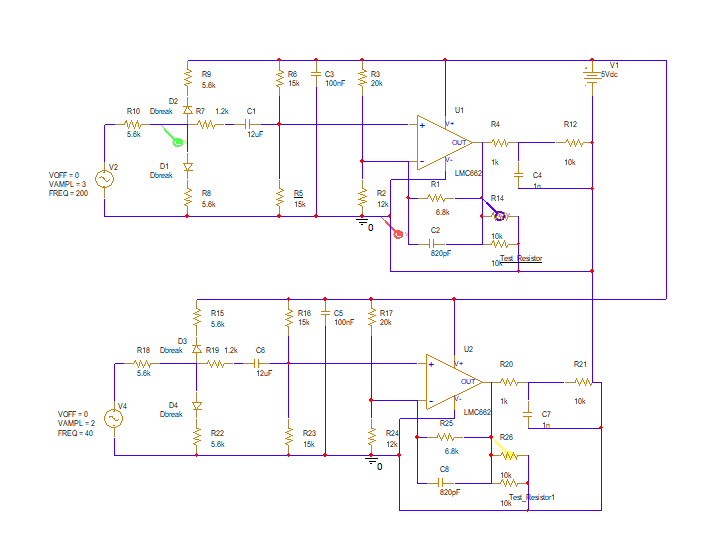 V1
5Vdc
R9
5.6k
R6
15k
C3
100nF
R3
20k
D2
Dbreak
R10
5.6k
R7 1.2k
C1
12uF
U1
+
V+
OUT
-
V-
LMC662
R4
1k
R12
10k
C4
1n
V2
VOFF = 0
VAMPL = 3
FREQ = 200
D1
Dbreak
R8
5.6k
R5
15k
R2
12k
0
R1
6.8k
C2
820pF
R14
10k
Test_Resistor
10k
R15
5.6k
R16
15k
C5
100nF
R17
20k
D3
Dbreak
R18
5.6k
R19 1.2k
C6
12uF
U2
+
V+
OUT
-
V-
LMC662
R20
1k
R21
10k
C7
1n
V4
VOFF = 0
VAMPL = 2
FREQ = 40
D4
Dbreak
R22
5.6k
R23
15k
R24
12k
0
R25
6.8k
C8
820pF
R26
10k
Test_Resistor1
10k